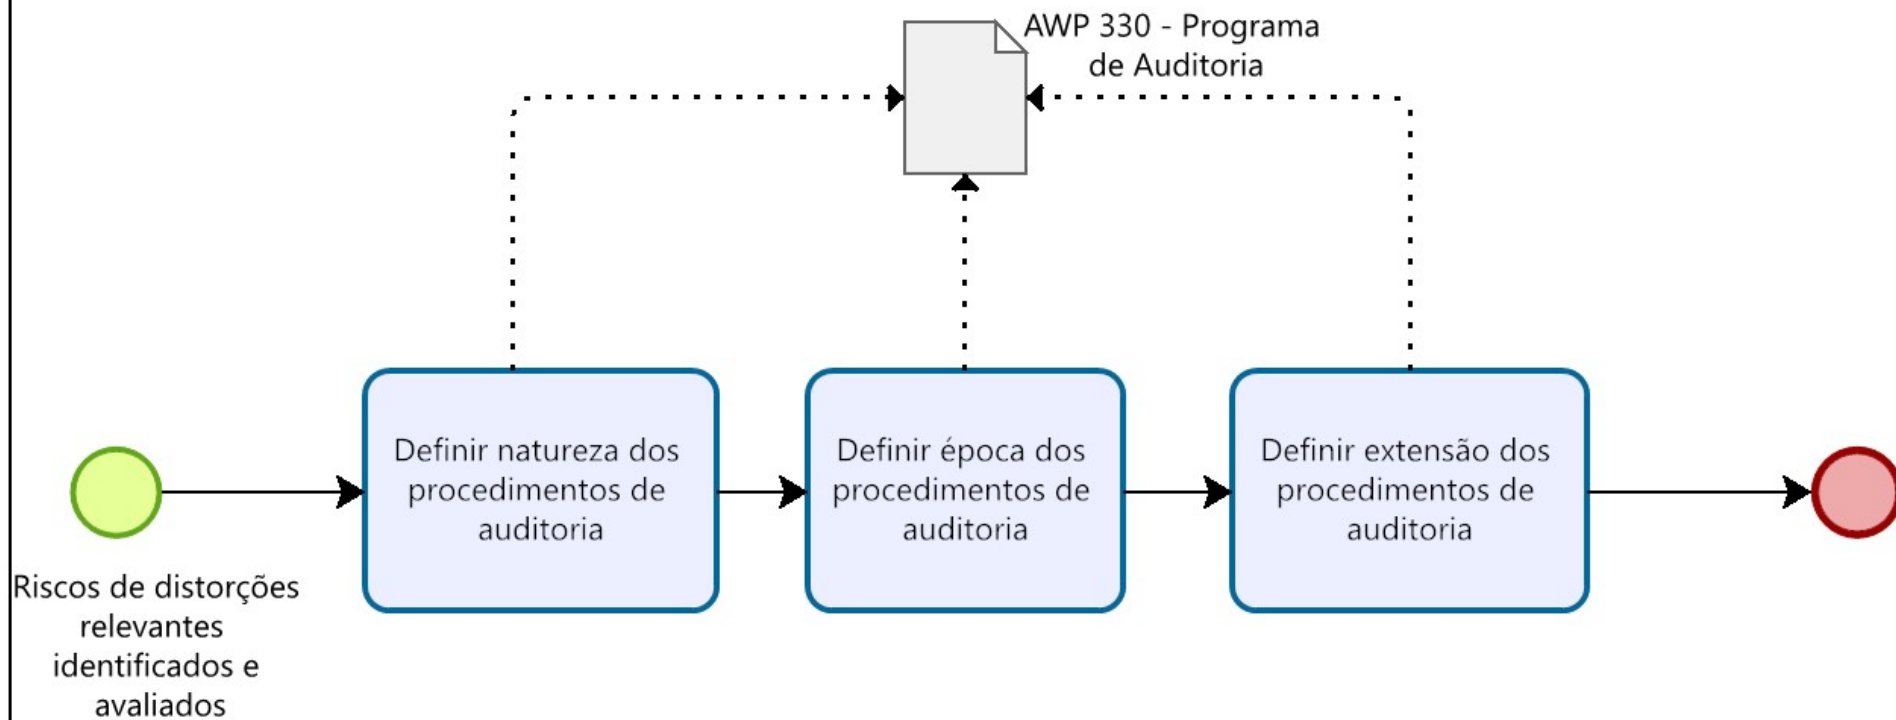 AWP 330 - Programa
de Auditoria
Definir natureza dos
procedimentos de
auditoria
Definir época dos
procedimentos de
auditoria
Definir extensão dos
procedimentos de
auditoria
Riscos de distorções
relevantes
identificados e
avaliados